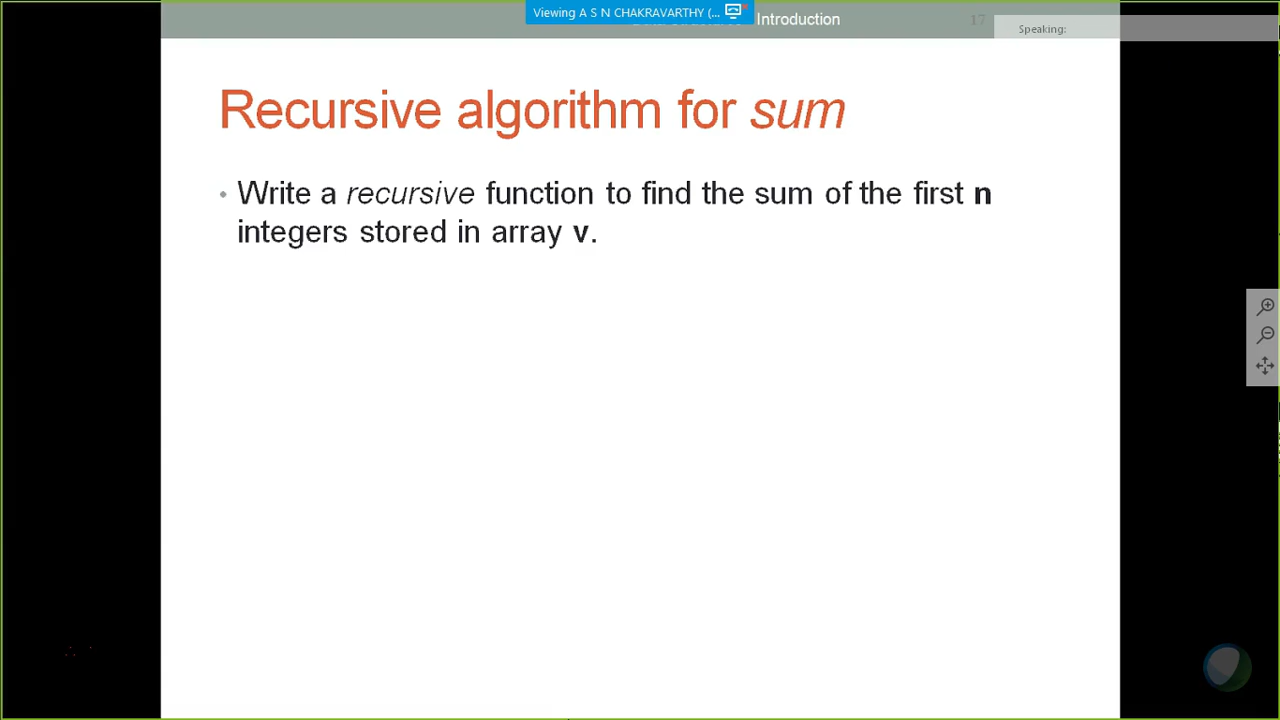 Viewing A S N CHAKRAVARTHY (...
Introduction
17
Speaking:
Recursive algorithm for sum
• Write a recursive function to find the sum of the first n
integers stored in array v.